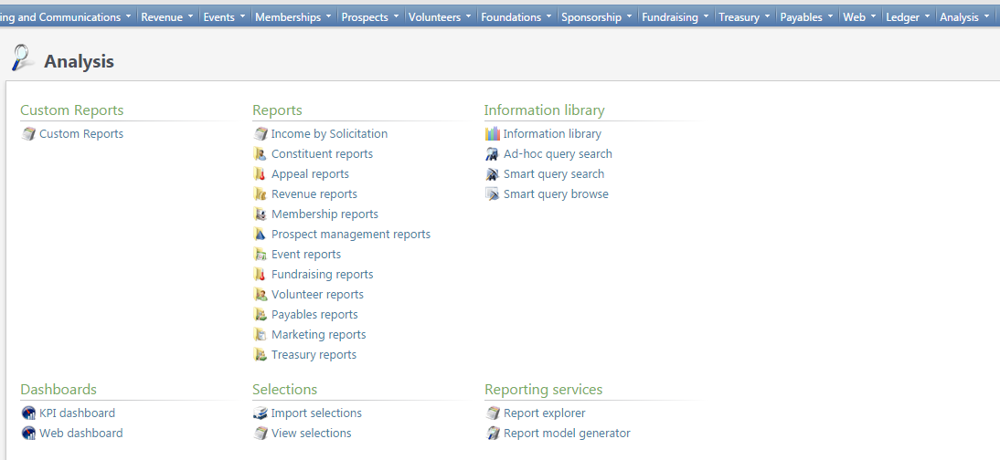 ing and Communications Revenue Events Memberships Prospects Volunteers Foundations Sponsorship Fundraising Treasury Payables Web Ledger Analysis
Analysis
Custom Reports
Custom Reports
Reports
Income by Solicitation
Constituent reports
Appeal reports
Revenue reports
Membership reports
Prospect management reports
Event reports
Fundraising reports
Volunteer reports
Payables reports
Marketing reports
Treasury reports
Information library
Information library
Ad-hoc query search
Smart query search
Smart query browse
Dashboards
KPI dashboard
Web dashboard
Selections
Import selections
View selections
Reporting services
Report explorer
Report model generator